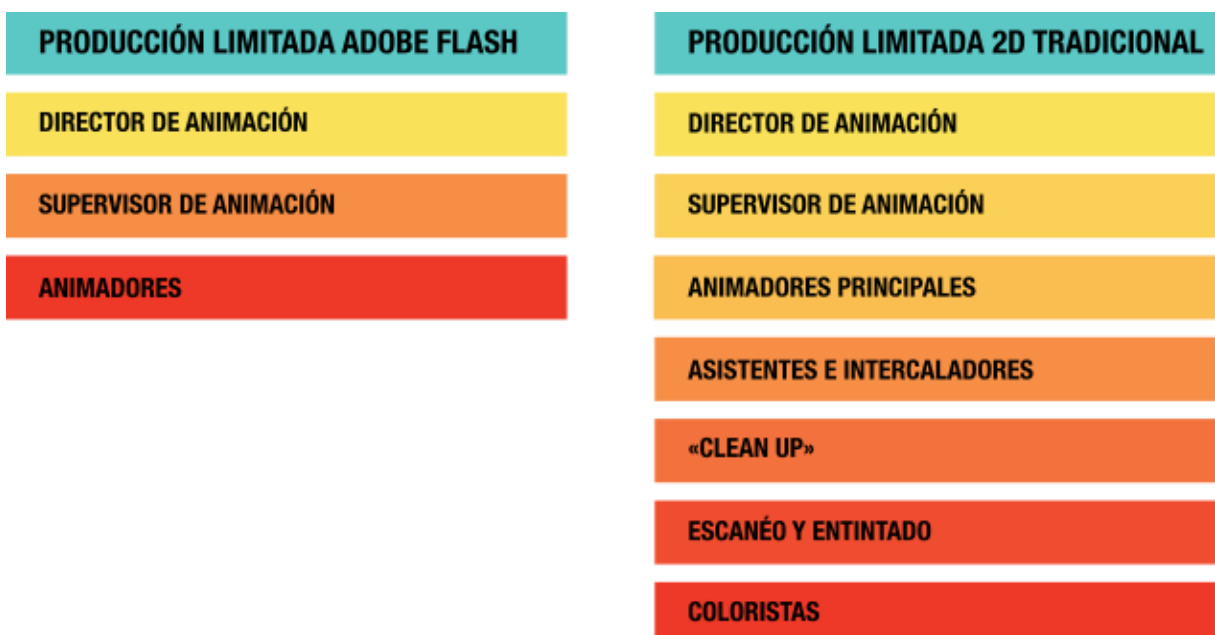 PRODUCCIÓN LIMITADA ADOBE FLASH
DIRECTOR DE ANIMACIÓN
SUPERVISOR DE ANIMACIÓN
ANIMADORES
PRODUCCIÓN LIMITADA 2D TRADICIONAL
DIRECTOR DE ANIMACIÓN
SUPERVISOR DE ANIMACIÓN
ANIMADORES PRINCIPALES
ASISTENTES E INTERCALADORES
«CLEAN UP»
ESCANÉO Y ENTINTADO
COLORISTAS